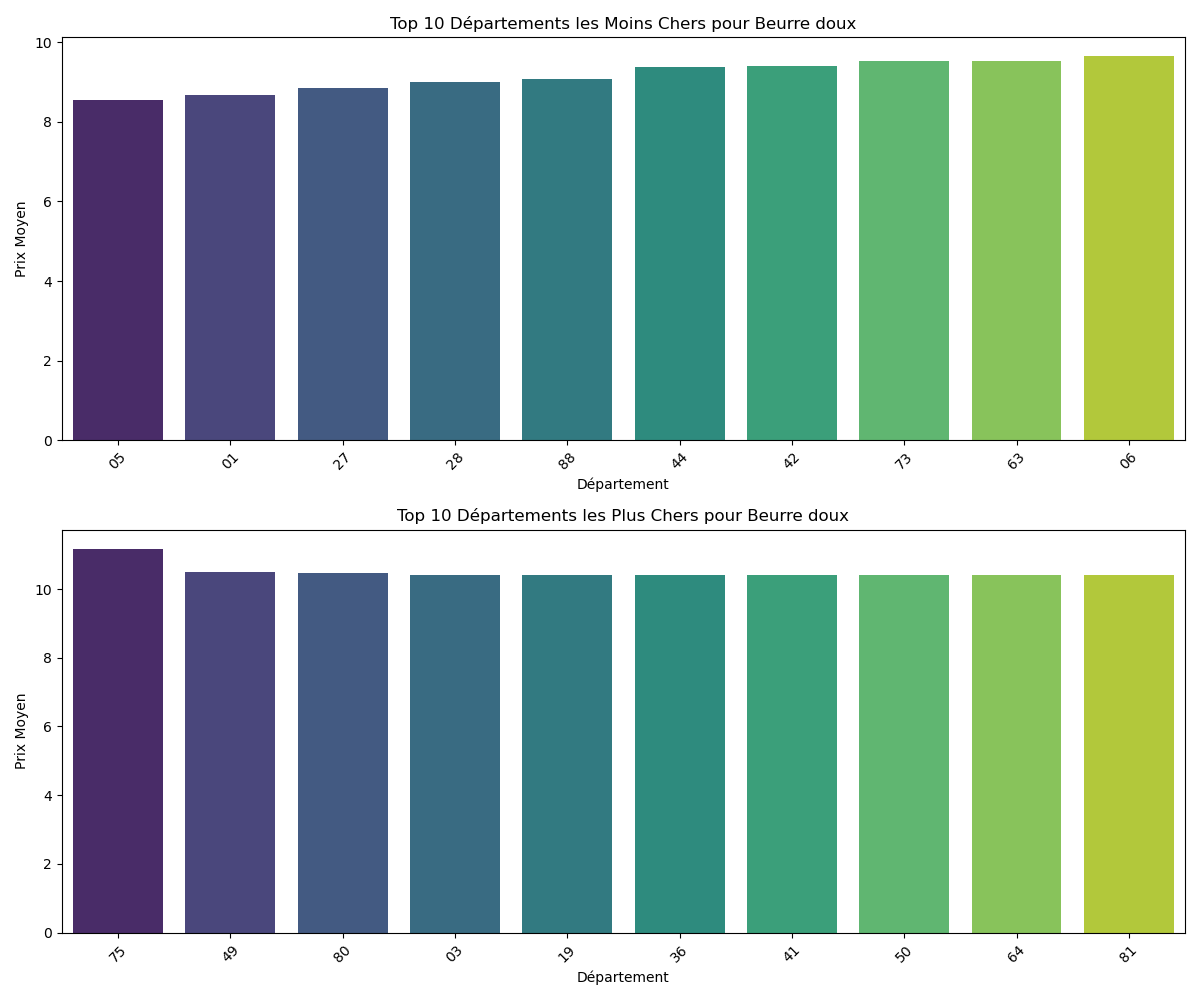 Top 10 Départements les Moins Chers pour Beurre doux
10
8
6
4
2
0
Prix Moyen
05 01 27 28 88 44 42 73 63 06
Département
Top 10 Départements les Plus Chers pour Beurre doux
10
8
6
4
2
0
Prix Moyen
75 49 80 03 19 36 41 50 64 81
Département